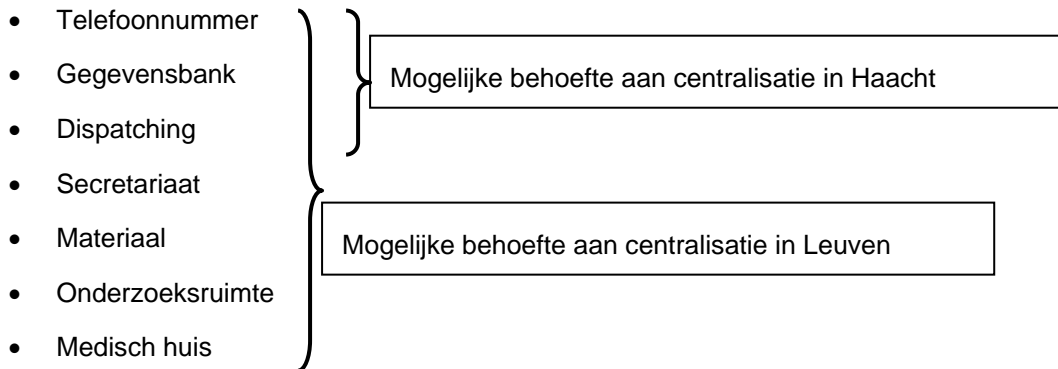 • Telefoonnummer
• Gegevensbank
Mogelijke behoefte aan centralisatie in Haacht
• Dispatching
• Secretariaat
• Materiaal
Mogelijke behoefte aan centralisatie in Leuven
• Onderzoeksruimte
• Medisch huis